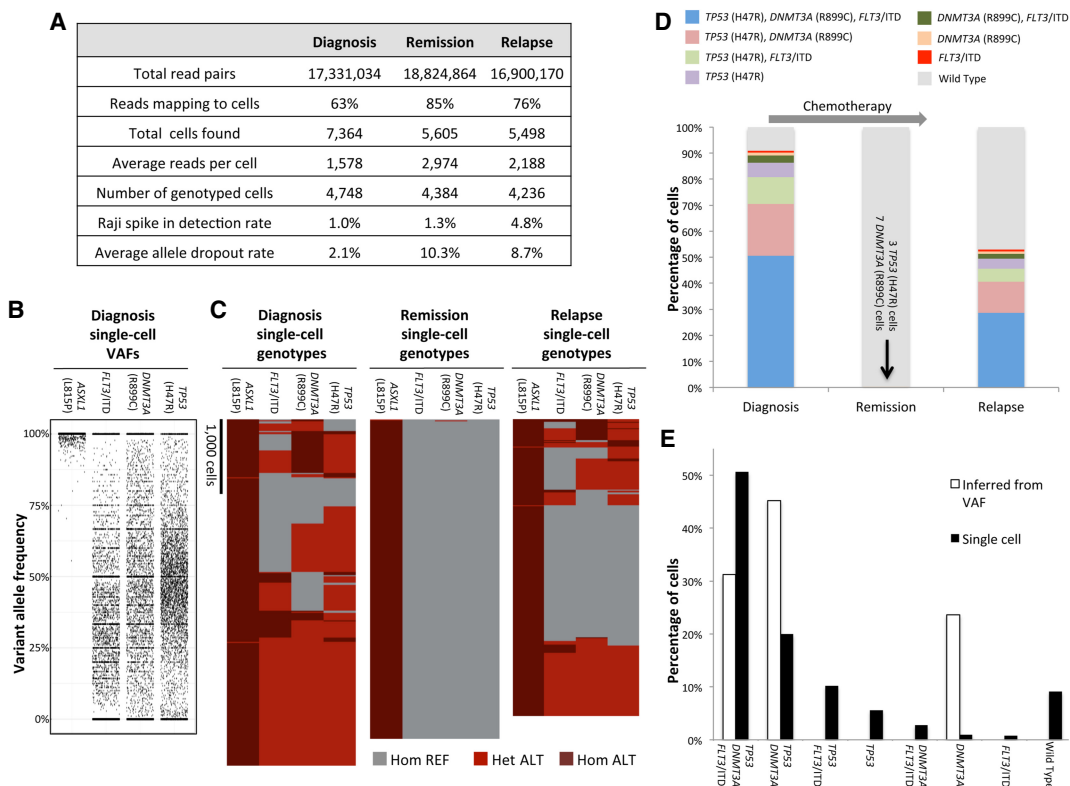 A
Diagnosis Remission Relapse
Total read pairs 17,331,034 18,824,864 16,900,170
Reads mapping to cells 63% 85% 76%
Total cells found 7,364 5,605 5,498
Average reads per cell 1,578 2,974 2,188
Number of genotyped cells 4,748 4,384 4,236
Raji spike in detection rate 1.0% 1.3% 4.8%
Average allele dropout rate 2.1% 10.3% 8.7%
B
Diagnosis
single-cell
VAFs
ASXL1
(L815P)
FLT3/ITD
DNMT3A
(R899C)
TP53
(H47R)
Variant allele frequency
100%
75%
50%
25%
0%
C
Diagnosis
single-cell
genotypes
ASXL1
(L815P)
FLT3/ITD
DNMT3A
(R899C)
TP53
(H47R)
1,000 cells
Remission
single-cell
genotypes
ASXL1
(L815P)
FLT3/ITD
DNMT3A
(R899C)
TP53
(H47R)
Relapse
single-cell
genotypes
ASXL1
(L815P)
FLT3/ITD
DNMT3A
(R899C)
TP53
(H47R)
Hom REF
Het ALT
Hom ALT
D
TP53 (H47R), DNMT3A (R899C), FLT3/ITD
TP53 (H47R), DNMT3A (R899C)
TP53 (H47R), FLT3/ITD
TP53 (H47R)
DNMT3A (R899C), FLT3/ITD
DNMT3A (R899C)
FLT3/ITD
Wild Type
Chemotherapy
Percentage of cells
100%
90%
80%
70%
60%
50%
40%
30%
20%
10%
0%
3 TP53 (H47R) cells
7 DNMT3A (R899C) cells
Diagnosis
Remission
Relapse
E
Inferred from
VAF
Single cell
Percentage of cells
50%
40%
30%
20%
10%
0%
TP53
DNMT3A
FLT3/ITD
TP53
DNMT3A
TP53
FLT3/ITD
TP53
DNMT3A
FLT3/ITD
DNMT3A
FLT3/ITD
Wild Type